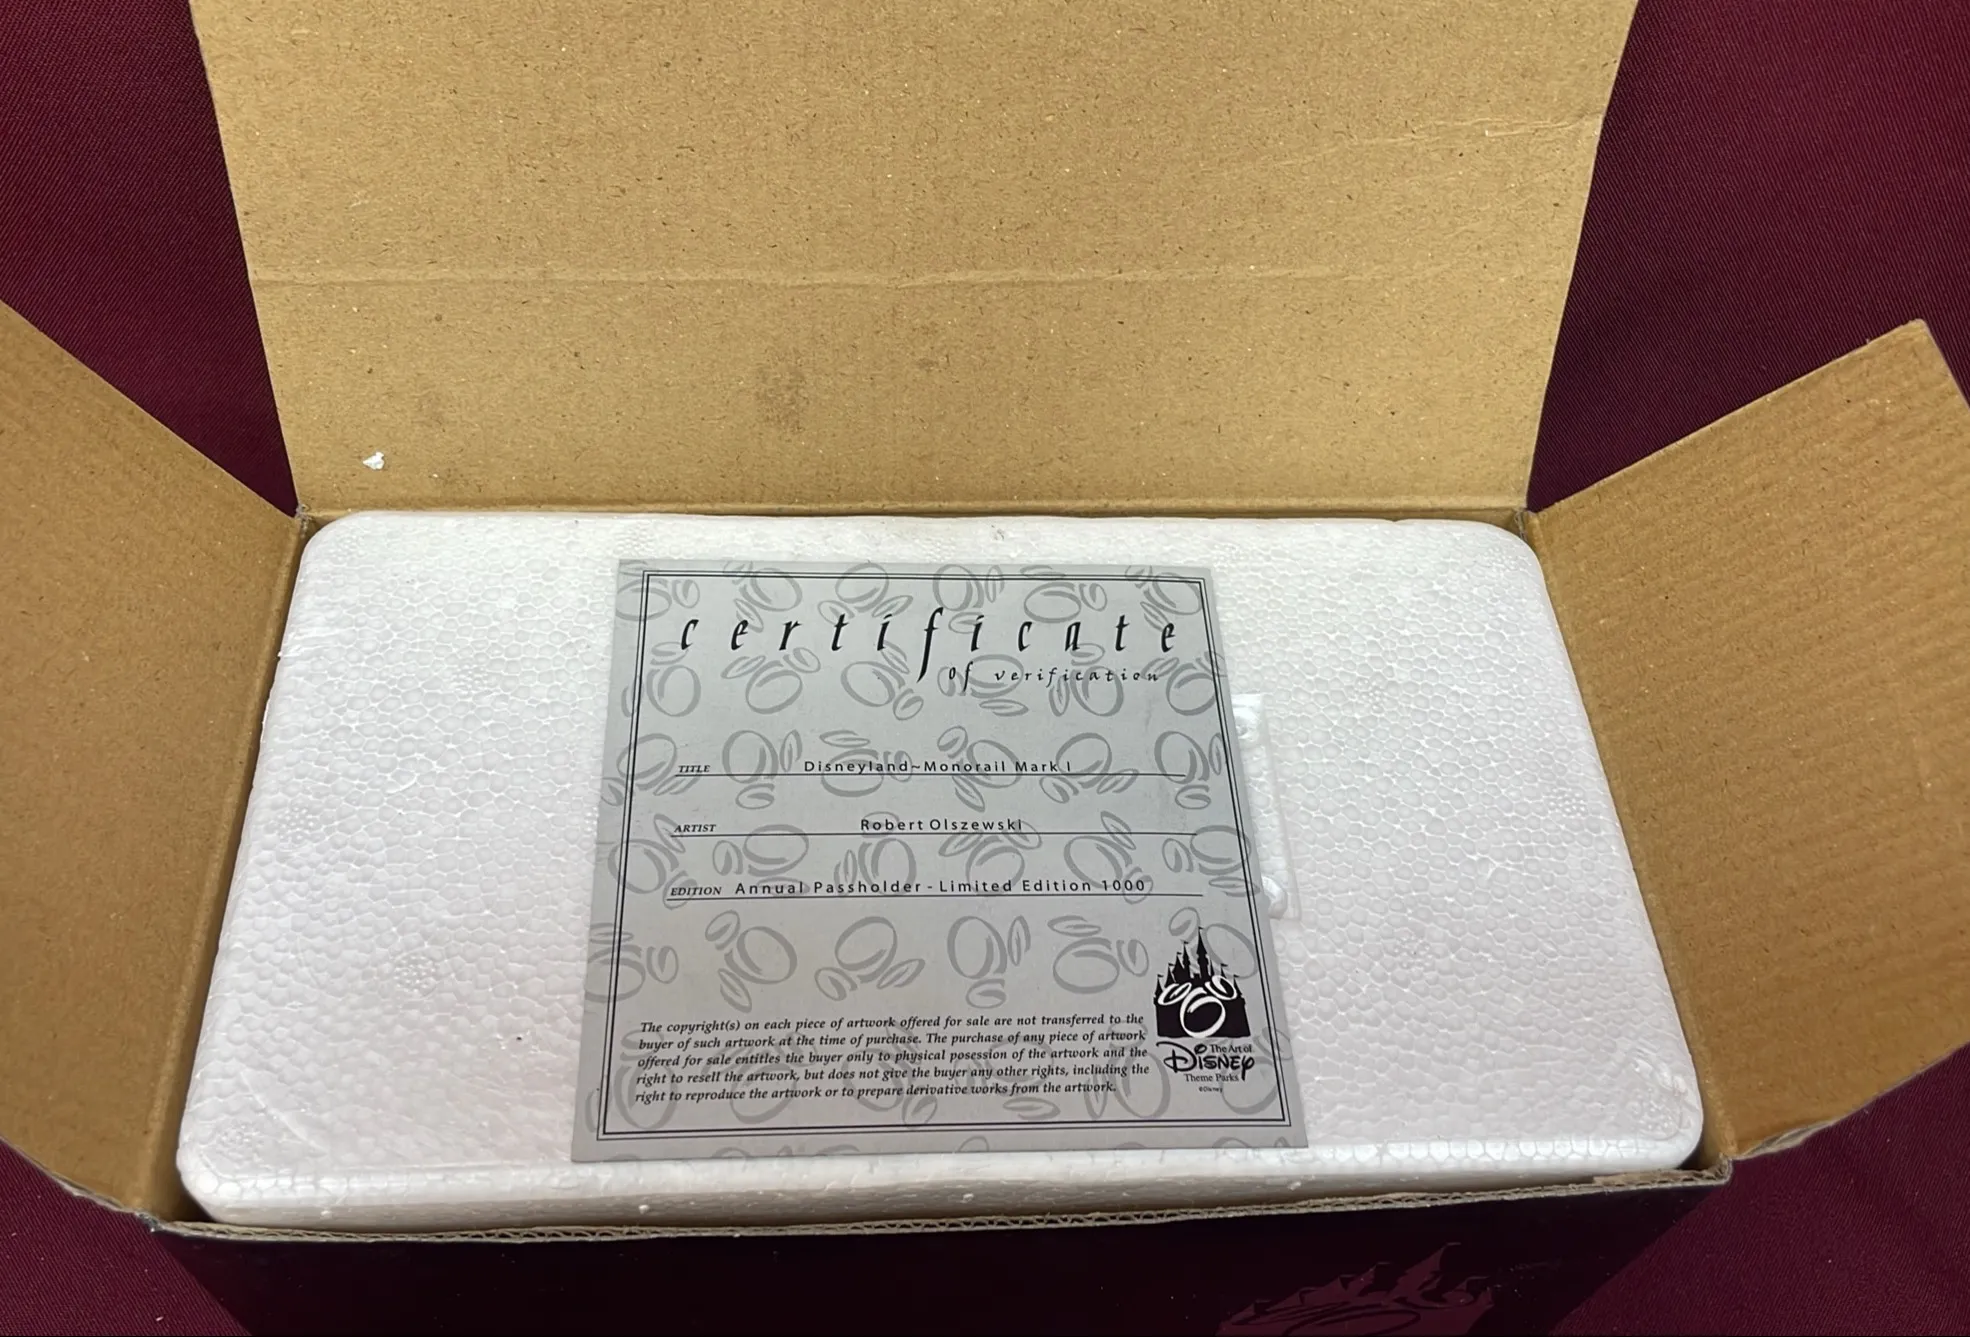 certificate
of verification
TITLE Disneyland~Monorail Mark I
ARTIST Robert Olszewski
EDITION Annual Passholder - Limited Edition 1000
The copyright(s) on each piece of artwork offered for sale are not transferred to the
buyer of such artwork at the time of purchase. The purchase of any piece of artwork
offered for sale entitles the buyer only to physical posession of the artwork and the
right to resell the artwork, but does not give the buyer any other rights, including the
right to reproduce the artwork or to prepare derivative works from the artwork.
The Art of
Disney
Theme Parks
©Disney